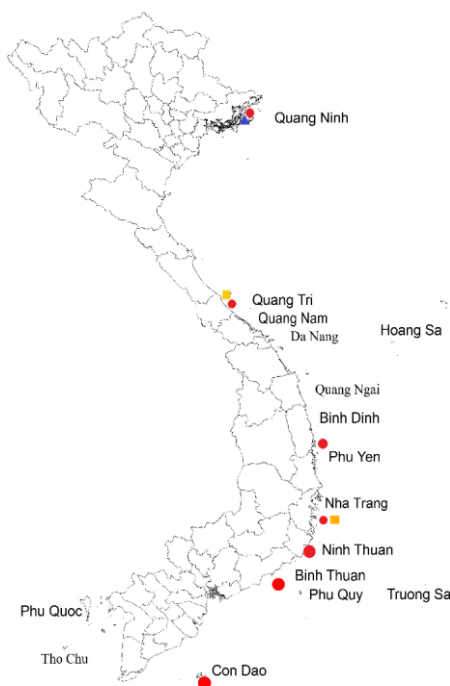 Quang Ninh
Quang Tri
Quang Nam
Da Nang
Hoang Sa
Quang Ngai
Binh Dinh
Phu Yen
Nha Trang
Ninh Thuan
Binh Thuan
Phu Quy
Truong Sa
Phu Quoc
Tho Chu
Con Dao